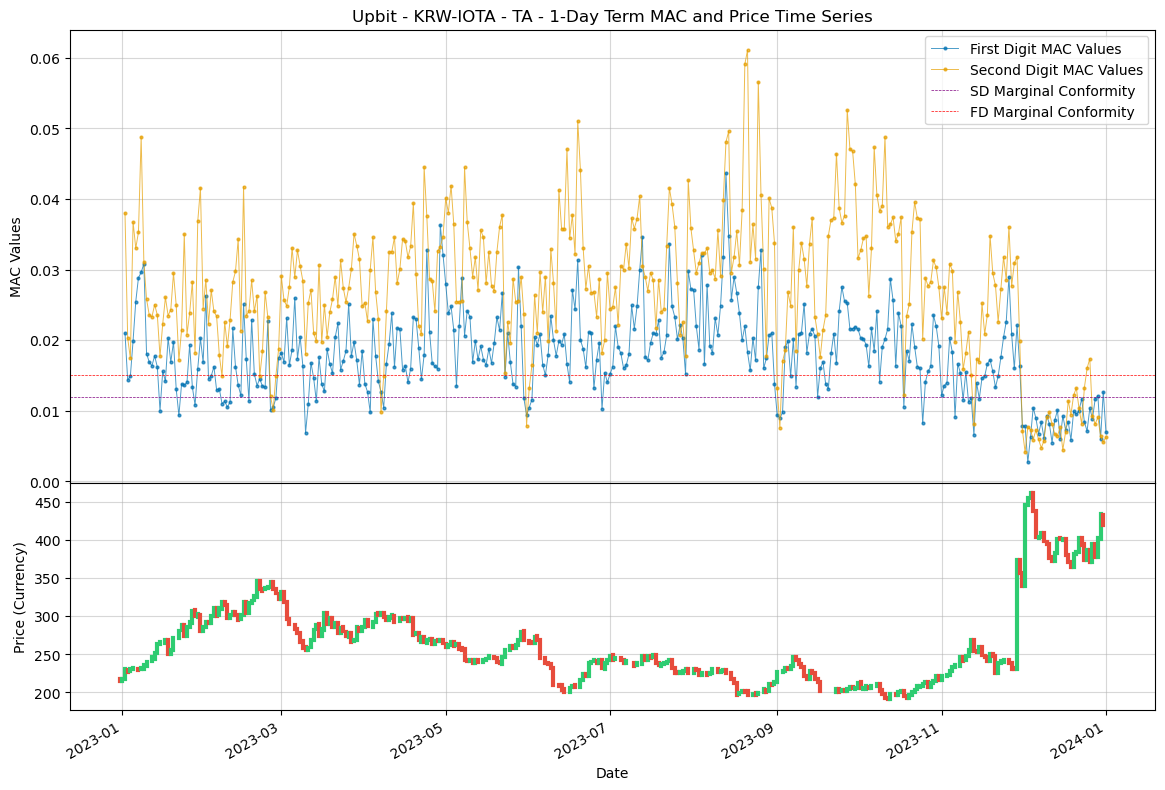 Upbit - KRW-IOTA - TA - 1-Day Term MAC and Price Time Series
First Digit MAC Values
Second Digit MAC Values
SD Marginal Conformity
FD Marginal Conformity
MAC Values
0.06
0.05
0.04
0.03
0.02
0.01
0.00
Price (Currency)
450
400
350
300
250
200
2023-01
2023-03
2023-05
2023-07
2023-09
2023-11
2024-01
Date